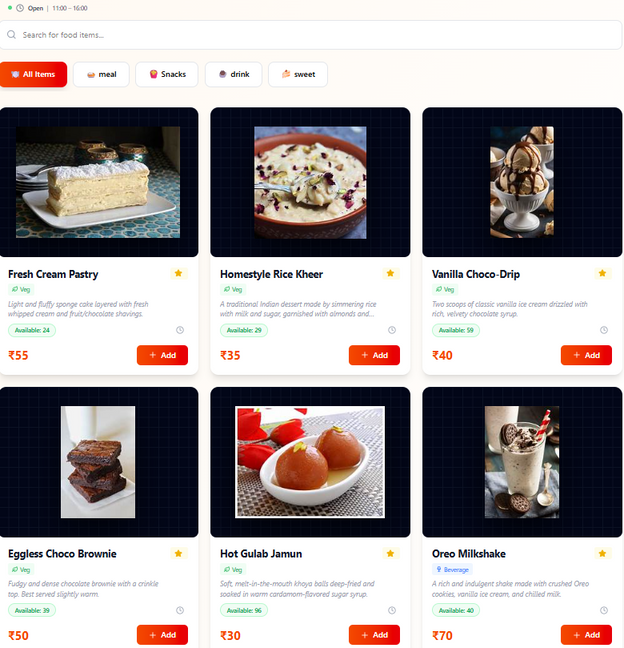 Open | 11:00 - 16:00
Search for food items...
All Items
meal
Snacks
drink
sweet
Fresh Cream Pastry
Veg
Light and fluffy sponge cake layered with fresh
whipped cream and fruit/chocolate shavings.
Available: 24
₹55
+ Add
Homestyle Rice Kheer
Veg
A traditional Indian dessert made by simmering rice
with milk and sugar, garnished with almonds and...
Available: 29
₹35
+ Add
Vanilla Choco-Drip
Veg
Two scoops of classic vanilla ice cream drizzled with
rich, velvety chocolate syrup.
Available: 59
₹40
+ Add
Eggless Choco Brownie
Veg
Fudgy and dense chocolate brownie with a crinkle
top. Best served slightly warm.
Available: 39
₹50
+ Add
Hot Gulab Jamun
Veg
Soft, melt-in-the-mouth khoya balls deep-fried and
soaked in warm cardamom-flavored sugar syrup.
Available: 96
₹30
+ Add
Oreo Milkshake
Beverage
A rich and indulgent shake made with crushed Oreo
cookies, vanilla ice cream, and chilled milk.
Available: 40
₹70
+ Add